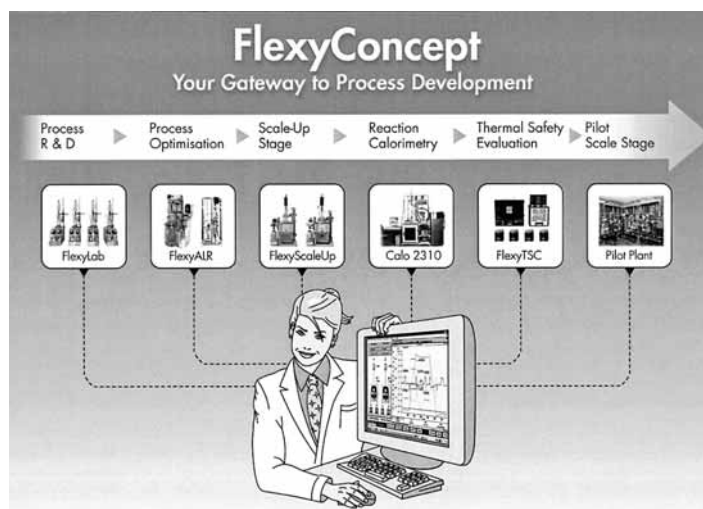 FlexyConcept
Your Gateway to Process Development
Process
R & D
Process
Optimisation
Scale-Up
Stage
Reaction
Calorimetry
Thermal Safety
Evaluation
Pilot
Scale Stage
FlexyLab
FlexyALR
FlexyScaleUp
Calo 2310
FlexyTSC
Pilot Plant